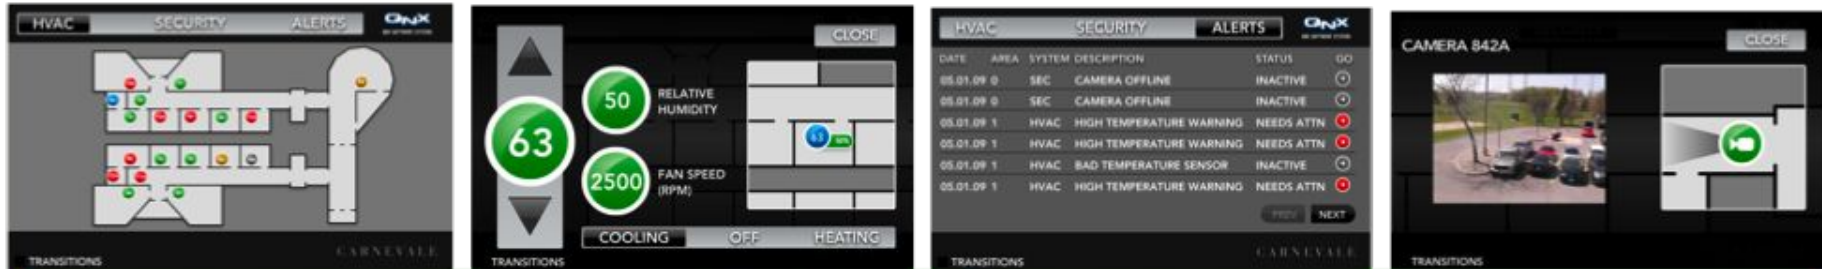 HVAC SECURITY ALERTS QNX
CARNEVALE
TRANSITIONS
CLOSE
63
50 RELATIVE
HUMIDITY
2500 FAN SPEED
(RPM)
63 50%
COOLING OFF HEATING
TRANSITIONS
HVAC SECURITY ALERTS QNX
DATE AREA SYSTEM DESCRIPTION STATUS GO
05.01.09 0 SEC CAMERA OFFLINE INACTIVE
05.01.09 0 SEC CAMERA OFFLINE INACTIVE
05.01.09 1 HVAC HIGH TEMPERATURE WARNING NEEDS ATTN
05.01.09 1 HVAC HIGH TEMPERATURE WARNING NEEDS ATTN
05.01.09 1 HVAC BAD TEMPERATURE SENSOR INACTIVE
05.01.09 1 HVAC HIGH TEMPERATURE WARNING NEEDS ATTN
PREV NEXT
CARNEVALE
TRANSITIONS
CAMERA 842A CLOSE
TRANSITIONS